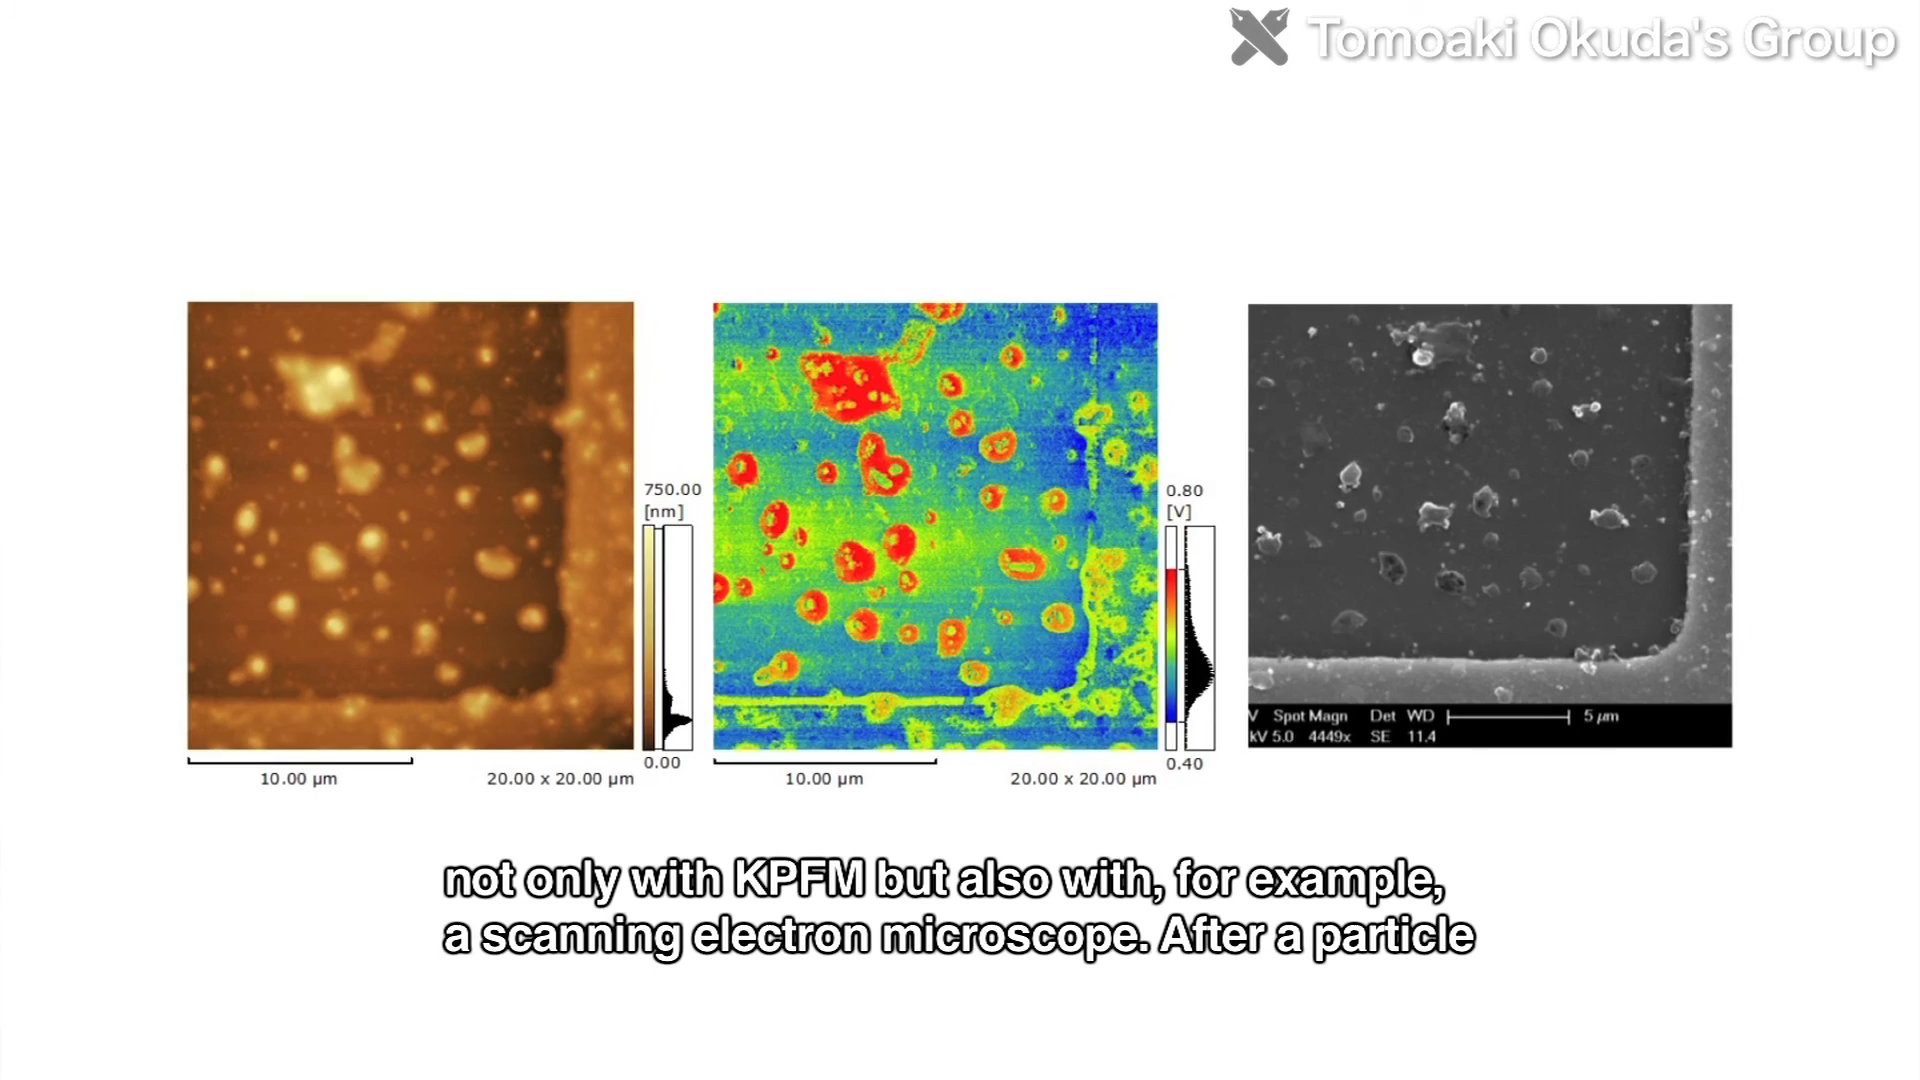 Tomoaki Okuda's Group
750.00
[nm]
0.00
10.00 µm
20.00 x 20.00 µm
0.80
[V]
0.40
10.00 µm
20.00 x 20.00 µm
V Spot Magn Det WD 5 µm
kV 5.0 4449x SE 11.4
not only with KPFM but also with, for example,
a scanning electron microscope. After a particle